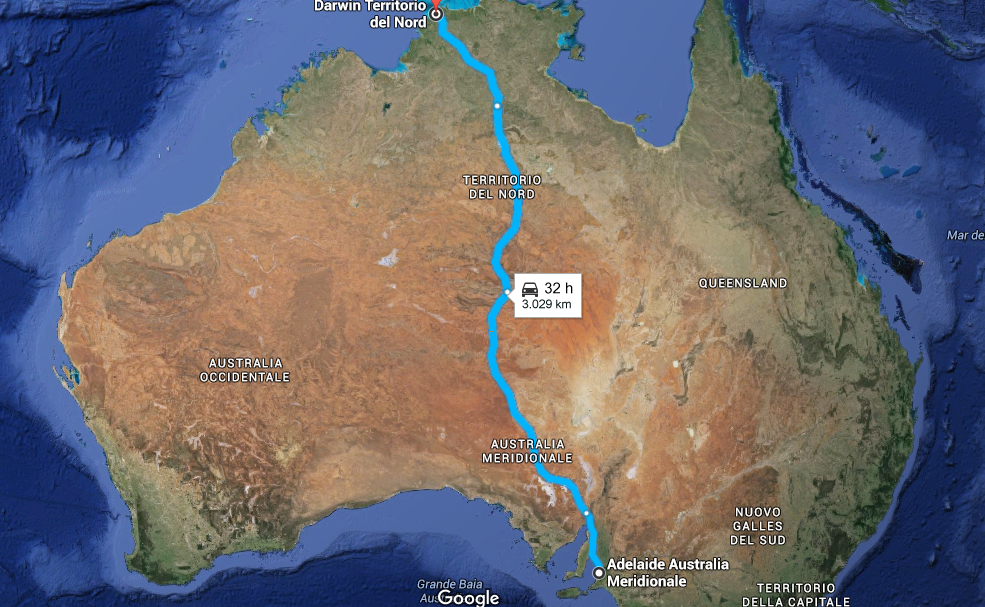 Darwin Territorio
del Nord
TERRITORIO
DEL NORD
Mar de
QUEENSLAND
32 h
3.029 km
AUSTRALIA
OCCIDENTALE
AUSTRALIA
MERIDIONALE
NUOVO
GALLES
DEL SUD
Adelaide Australia
Meridionale
Grande Baia
Aus
Google
TERRITORIO
DELLA CAPITALE